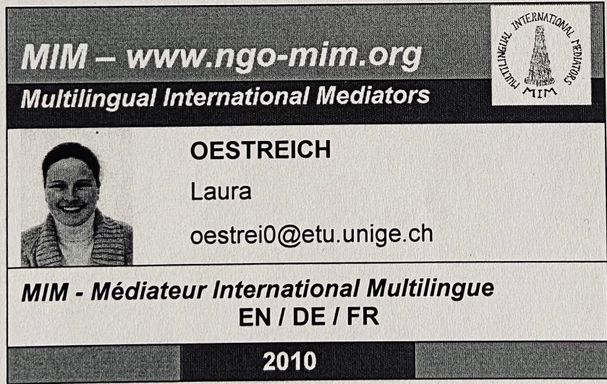 MIM – www.ngo-mim.org
MULTILINGUAL INTERNATIONAL MEDIATORS
MIM
Multilingual International Mediators
OESTREICH
Laura
oestrei0@etu.unige.ch
MIM - Médiateur International Multilingue
EN / DE / FR
2010